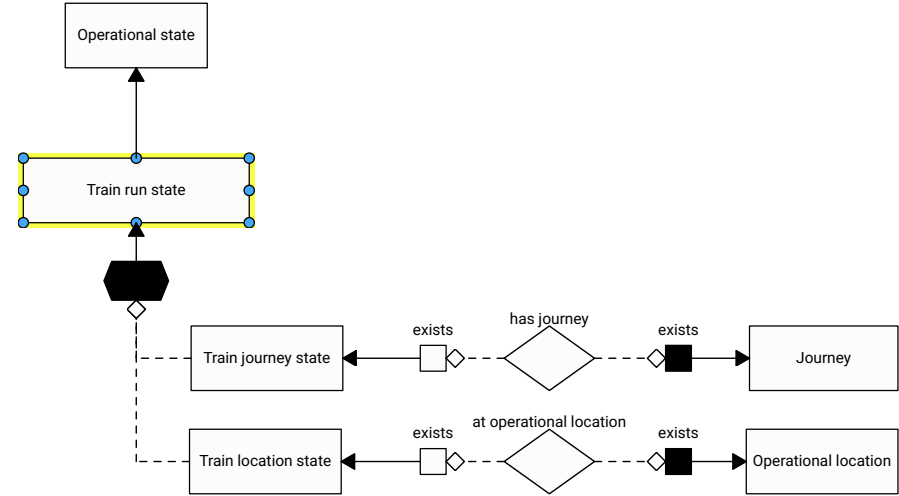 Operational state
Train run state
has journey
exists
exists
Train journey state
Journey
at operational location
exists
exists
Train location state
Operational location